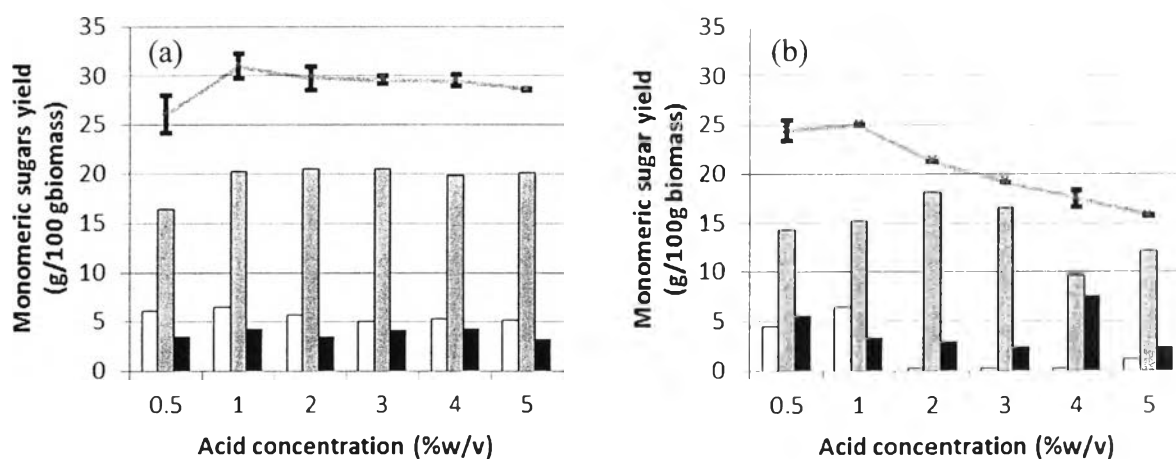 (a)
Monomeric sugars yield
(g/100 gbiomass)
35
30
25
20
15
10
5
0
0.5 1 2 3 4 5
Acid concentration (%w/v)
(b)
Monomeric sugar yield
(g/100g biomass)
35
30
25
20
15
10
5
0
0.5 1 2 3 4 5
Acid concentration (%w/v)